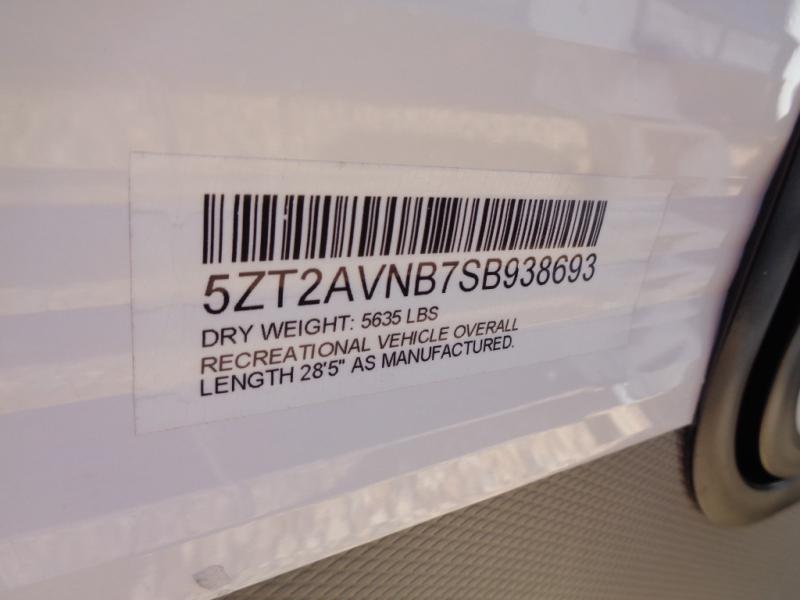 5ZT2AVNB7SB938693
DRY WEIGHT: 5635 LBS
RECREATIONAL VEHICLE OVERALL
LENGTH 28'5" AS MANUFACTURED.